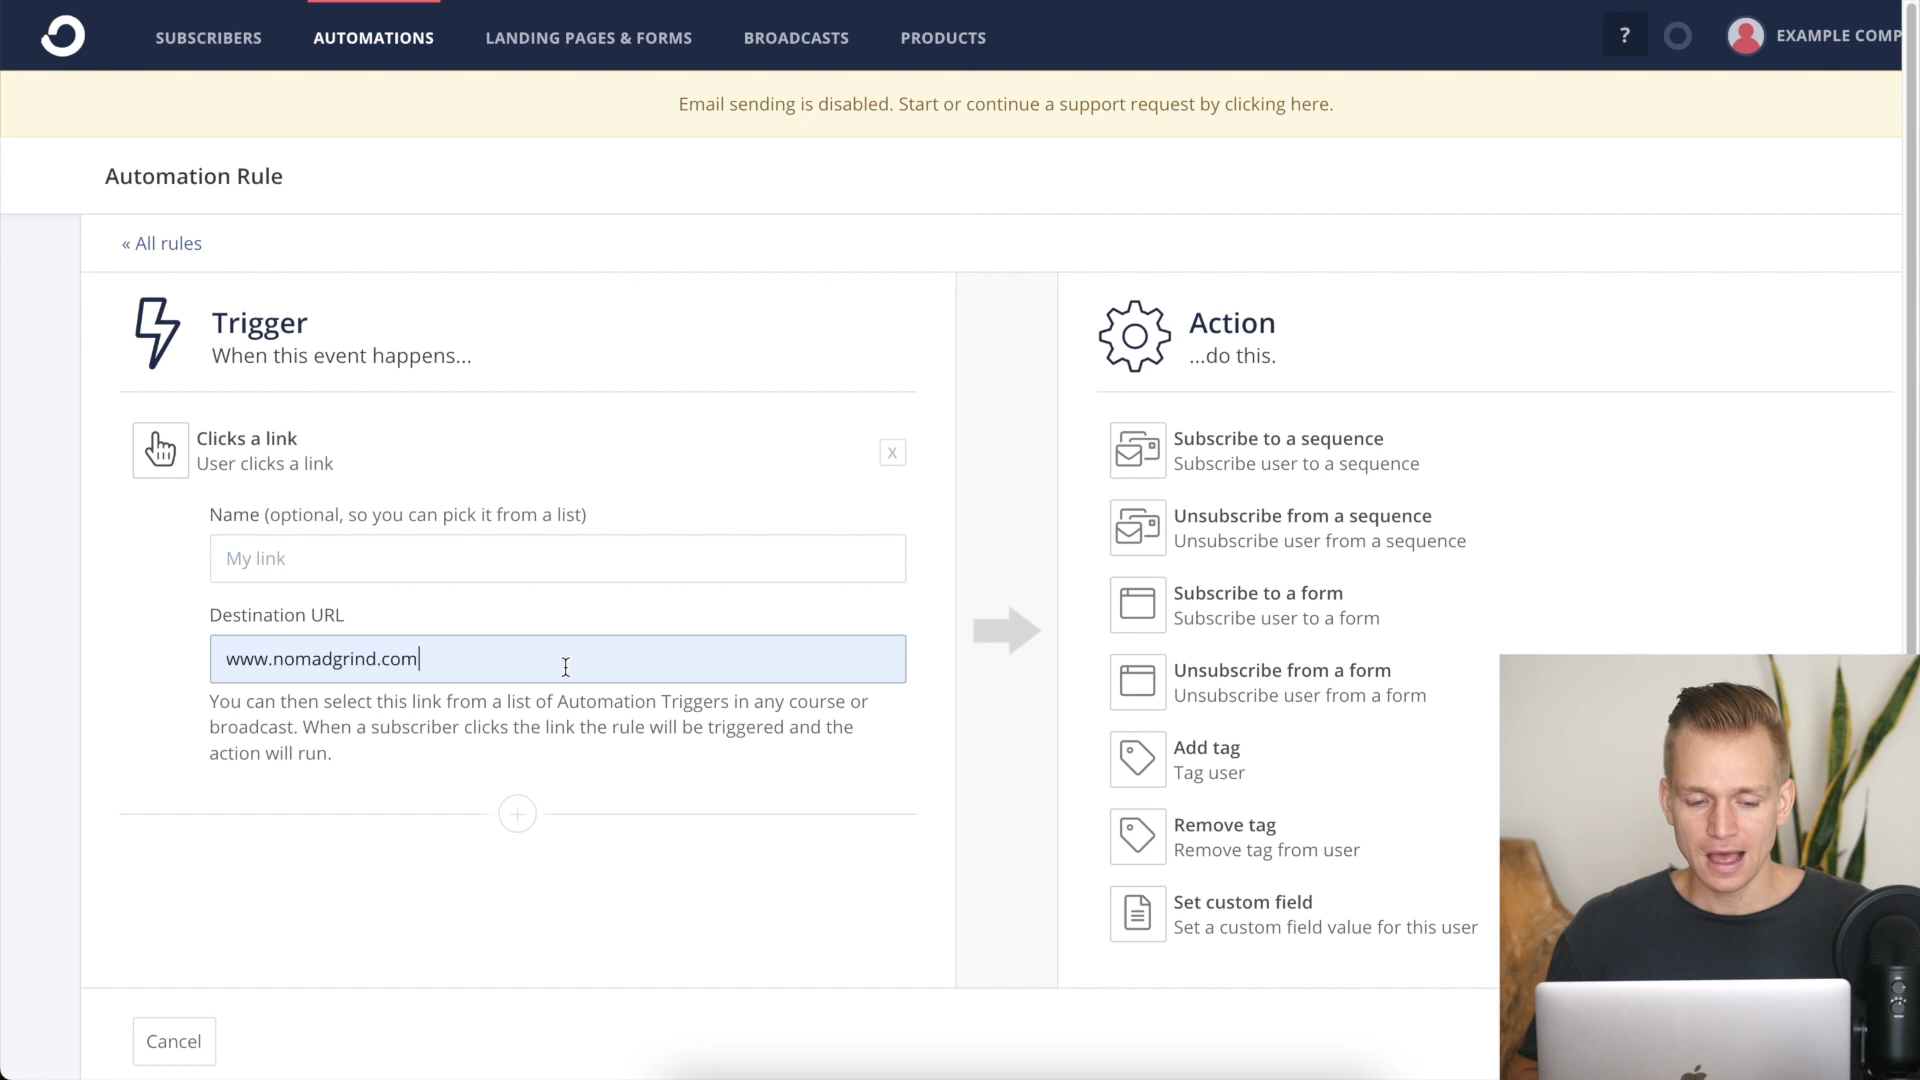 SUBSCRIBERS
AUTOMATIONS
LANDING PAGES & FORMS
BROADCASTS
PRODUCTS
?
EXAMPLE COMP
Email sending is disabled. Start or continue a support request by clicking here.
Automation Rule
« All rules
Trigger
When this event happens...
Clicks a link
User clicks a link
X
Name (optional, so you can pick it from a list)
My link
Destination URL
www.nomadgrind.com
You can then select this link from a list of Automation Triggers in any course or
broadcast. When a subscriber clicks the link the rule will be triggered and the
action will run.
Action
...do this.
Subscribe to a sequence
Subscribe user to a sequence
Unsubscribe from a sequence
Unsubscribe user from a sequence
Subscribe to a form
Subscribe user to a form
Unsubscribe from a form
Unsubscribe user from a form
Add tag
Tag user
Remove tag
Remove tag from user
Set custom field
Set a custom field value for this user
Cancel